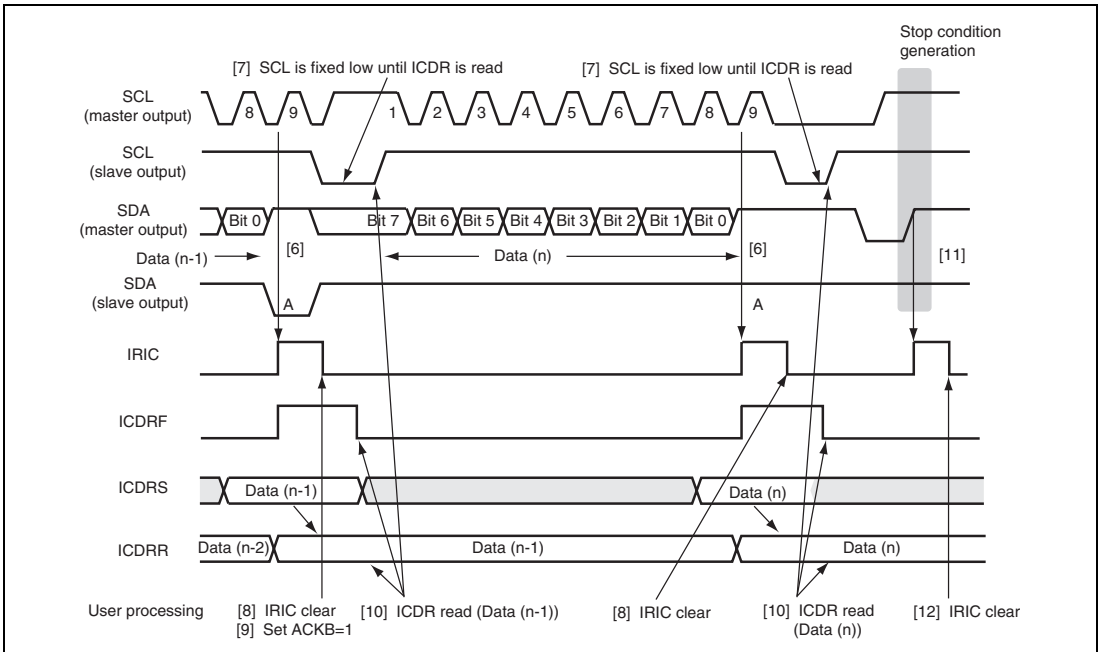 Stop condition
generation
[7] SCL is fixed low until ICDR is read
[7] SCL is fixed low until ICDR is read
SCL
(master output)
8 9 1 2 3 4 5 6 7 8 9
SCL
(slave output)
SDA
(master output)
Bit 0 Bit 7 Bit 6 Bit 5 Bit 4 Bit 3 Bit 2 Bit 1 Bit 0
[6] [6] [11]
Data (n-1) Data (n)
SDA
(slave output)
A A
IRIC
ICDRF
ICDRS
Data (n-1) Data (n)
ICDRR
Data (n-2) Data (n-1) Data (n)
User processing
[8] IRIC clear
[9] Set ACKB=1
[10] ICDR read (Data (n-1))
[8] IRIC clear
[10] ICDR read
(Data (n))
[12] IRIC clear